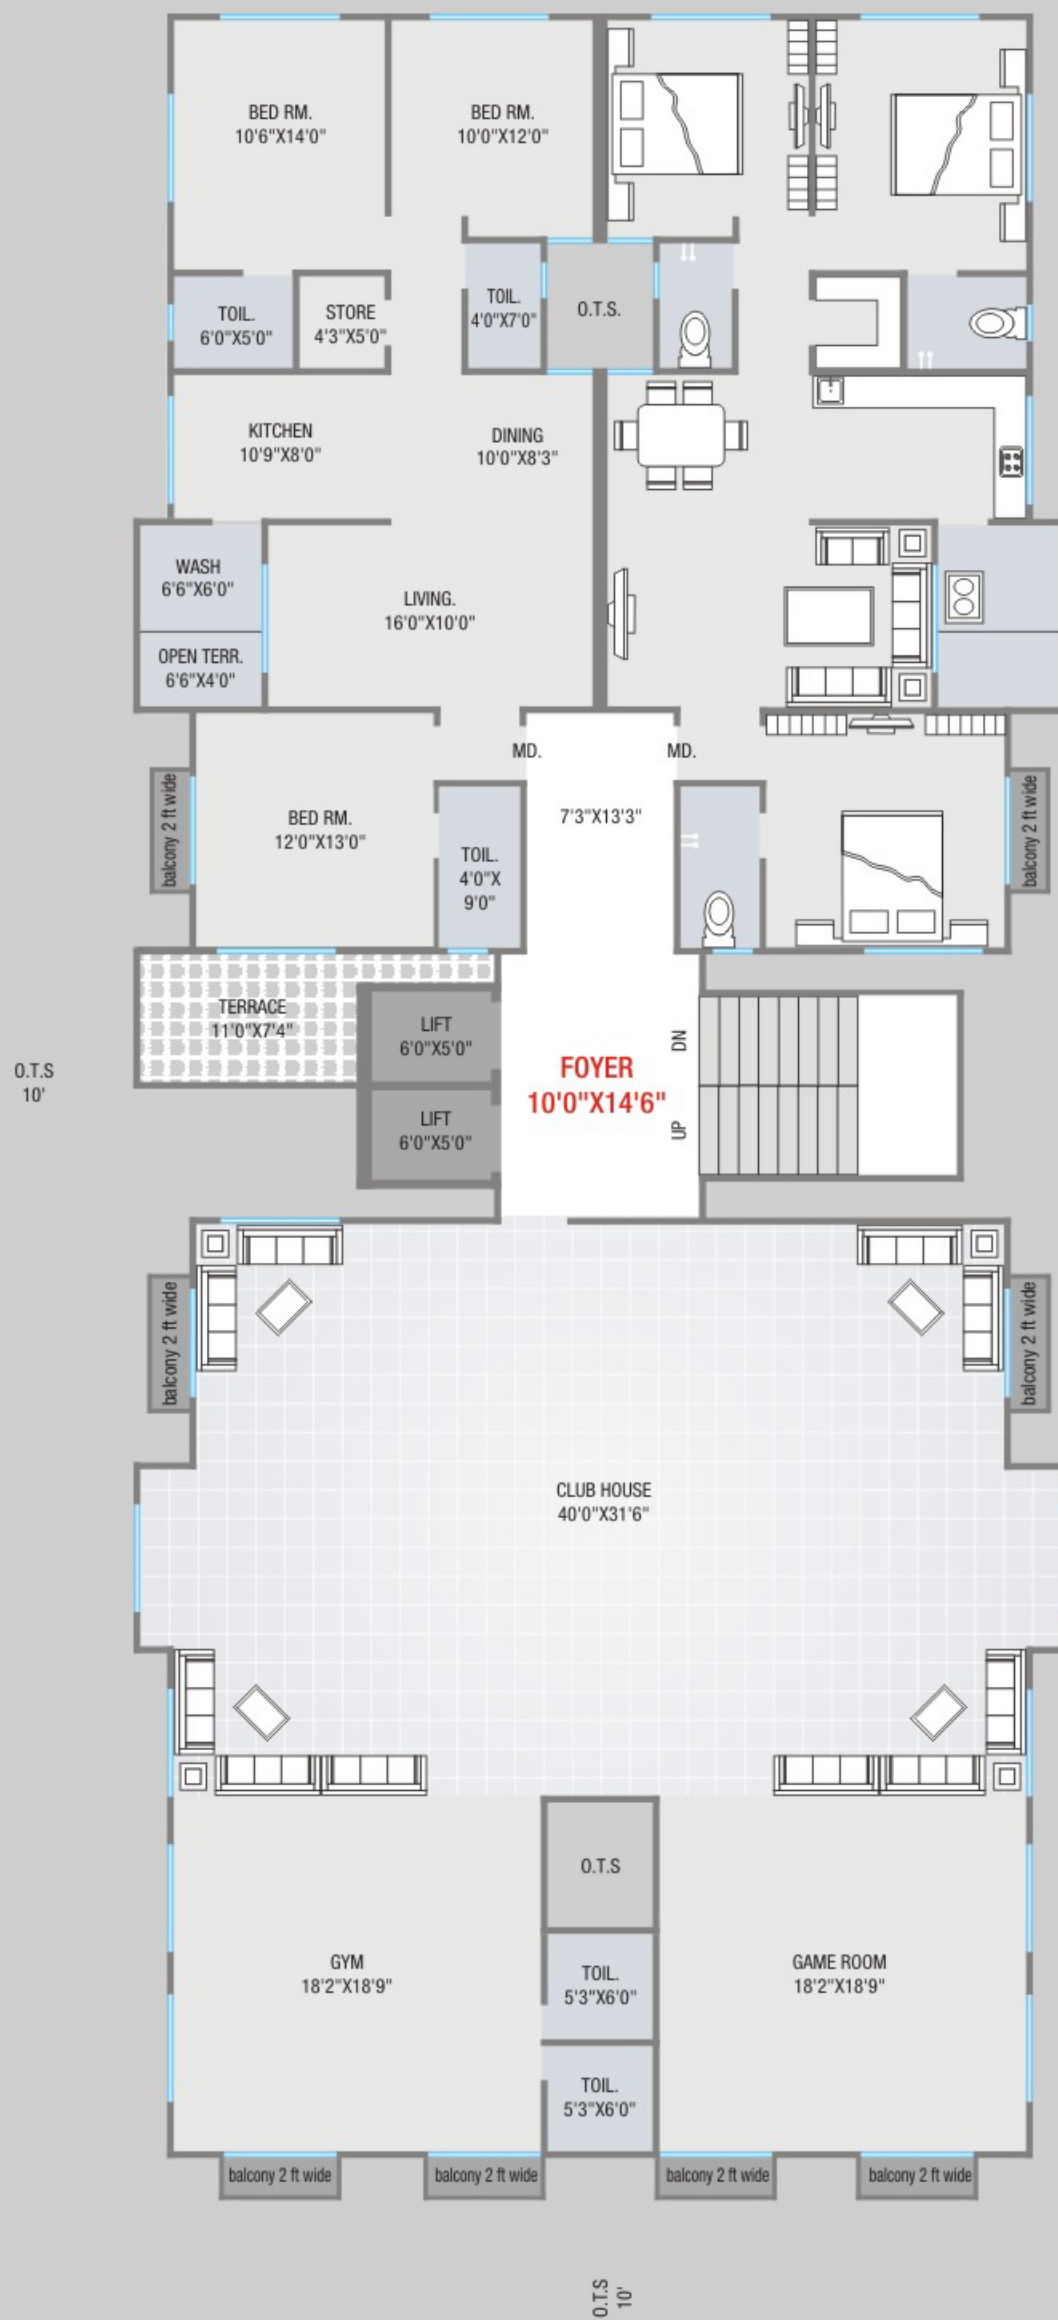 BED RM.
10'6"X14'0"
BED RM.
10'0"X12'0"
TOIL.
6'0"X5'0"
STORE
4'3"X5'0"
TOIL.
4'0"X7'0"
O.T.S.
KITCHEN
10'9"X8'0"
DINING
10'0"X8'3"
WASH
6'6"X6'0"
LIVING.
16'0"X10'0"
OPEN TERR.
6'6"X4'0"
MD.
MD.
balcony 2 ft wide
BED RM.
12'0"X13'0"
7'3"X13'3"
balcony 2 ft wide
TOIL.
4'0"X
9'0"
TERRACE
11'0"X7'4"
LIFT
6'0"X5'0"
DN
O.T.S
10'
FOYER
10'0"X14'6"
LIFT
6'0"X5'0"
UP
balcony 2 ft wide
balcony 2 ft wide
CLUB HOUSE
40'0"X31'6"
O.T.S
GYM
18'2"X18'9"
TOIL.
5'3"X6'0"
GAME ROOM
18'2"X18'9"
TOIL.
5'3"X6'0"
balcony 2 ft wide
balcony 2 ft wide
balcony 2 ft wide
balcony 2 ft wide
O.T.S
10'